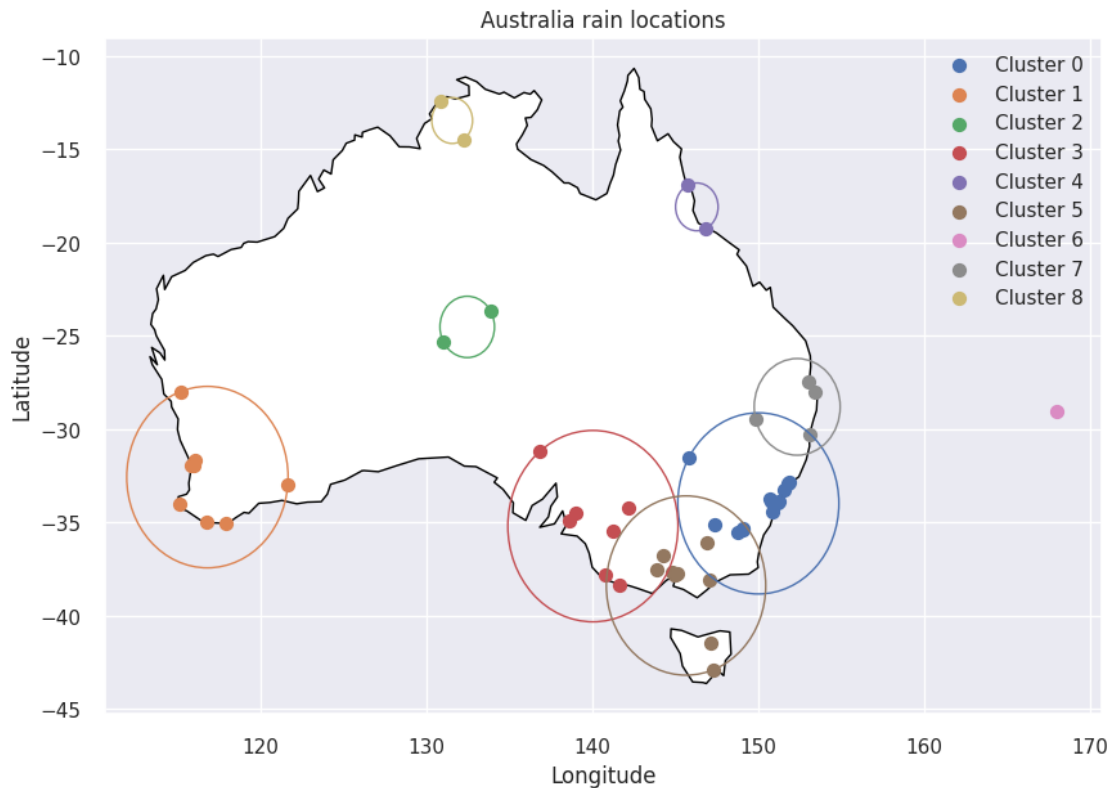 Australia rain locations
−10
−15
−20
−25
−30
−35
−40
−45
Latitude
120
130
140
150
160
170
Longitude
Cluster 0
Cluster 1
Cluster 2
Cluster 3
Cluster 4
Cluster 5
Cluster 6
Cluster 7
Cluster 8